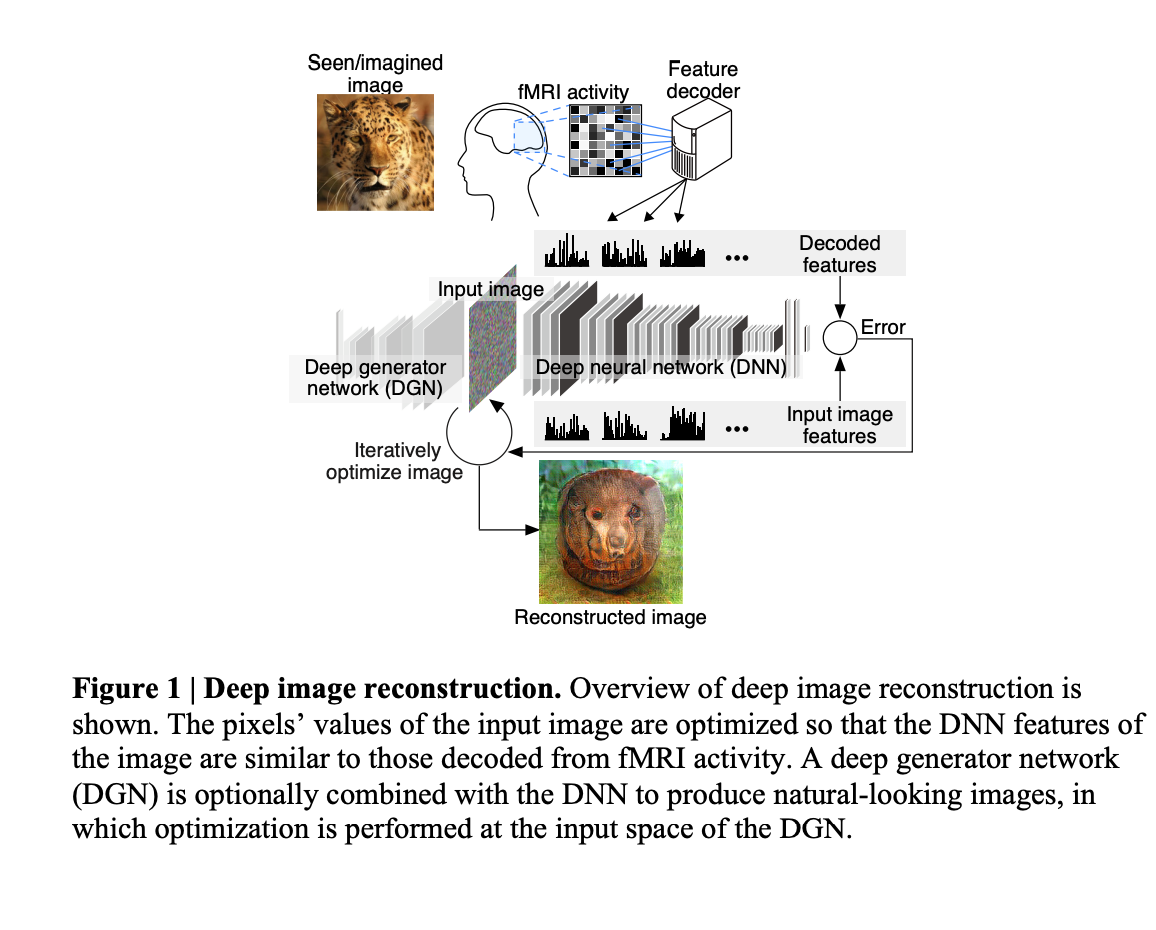 Seen/imagined
image
fMRI activity
Feature
decoder
Decoded
features
Input image
Error
Deep generator
network (DGN)
Deep neural network (DNN)
Input image
features
Iteratively
optimize image
Reconstructed image
Figure 1 | Deep image reconstruction. Overview of deep image reconstruction is
shown. The pixels’ values of the input image are optimized so that the DNN features of
the image are similar to those decoded from fMRI activity. A deep generator network
(DGN) is optionally combined with the DNN to produce natural-looking images, in
which optimization is performed at the input space of the DGN.